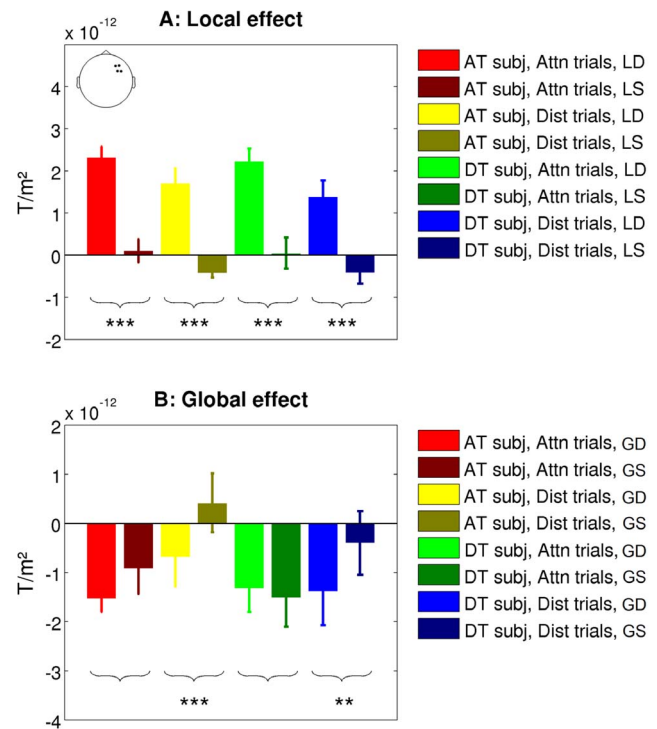 A: Local effect
x 10-12
4
3
2
1
0
-1
-2
T/m²
*** *** *** ***
AT subj, Attn trials, LD
AT subj, Attn trials, LS
AT subj, Dist trials, LD
AT subj, Dist trials, LS
DT subj, Attn trials, LD
DT subj, Attn trials, LS
DT subj, Dist trials, LD
DT subj, Dist trials, LS
B: Global effect
x 10-12
2
1
0
-1
-2
-3
-4
T/m²
*** **
AT subj, Attn trials, GD
AT subj, Attn trials, GS
AT subj, Dist trials, GD
AT subj, Dist trials, GS
DT subj, Attn trials, GD
DT subj, Attn trials, GS
DT subj, Dist trials, GD
DT subj, Dist trials, GS